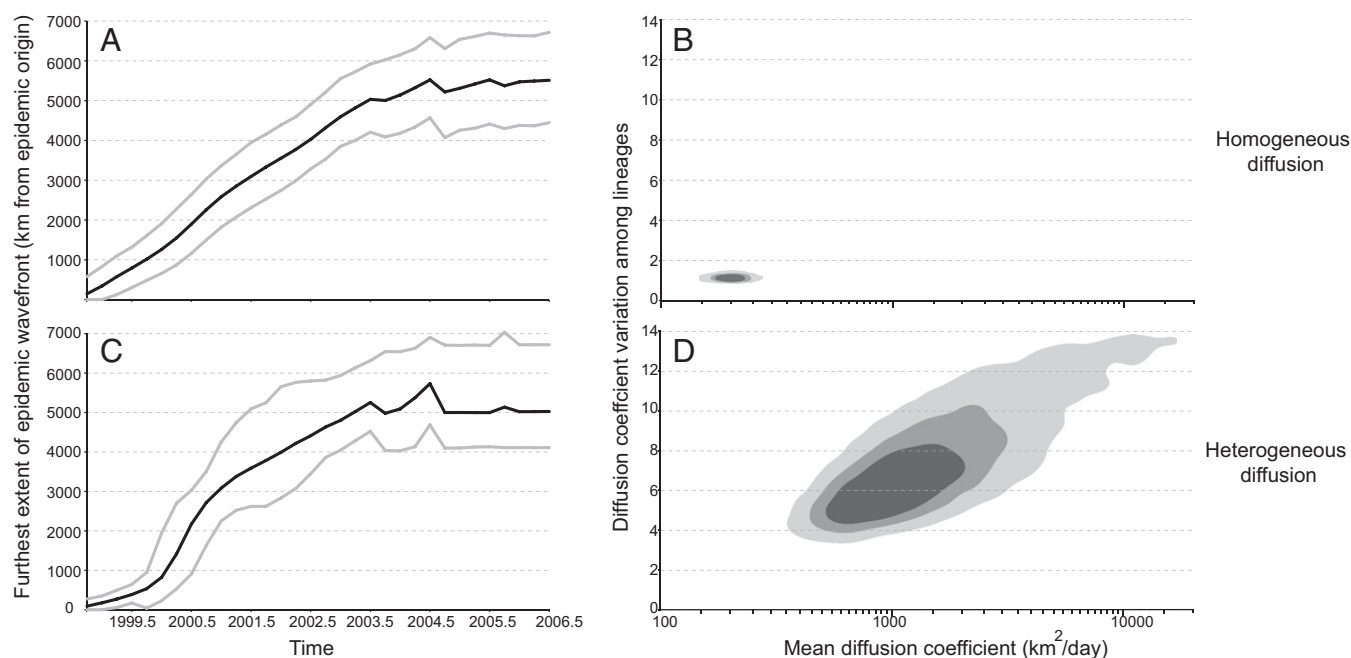 Furthest extent of epidemic wavefront (km from epidemic origin)
A
7000
6000
5000
4000
3000
2000
1000
C
7000
6000
5000
4000
3000
2000
1000
0
1999.5 2000.5 2001.5 2002.5 2003.5 2004.5 2005.5 2006.5
Time
Diffusion coeffcient variation among lineages
B
14
12
10
8
6
4
2
0
Homogeneous
diffusion
D
14
12
10
8
6
4
2
0
100 1000 10000
Mean diffusion coefficient (km2/day)
Heterogeneous
diffusion